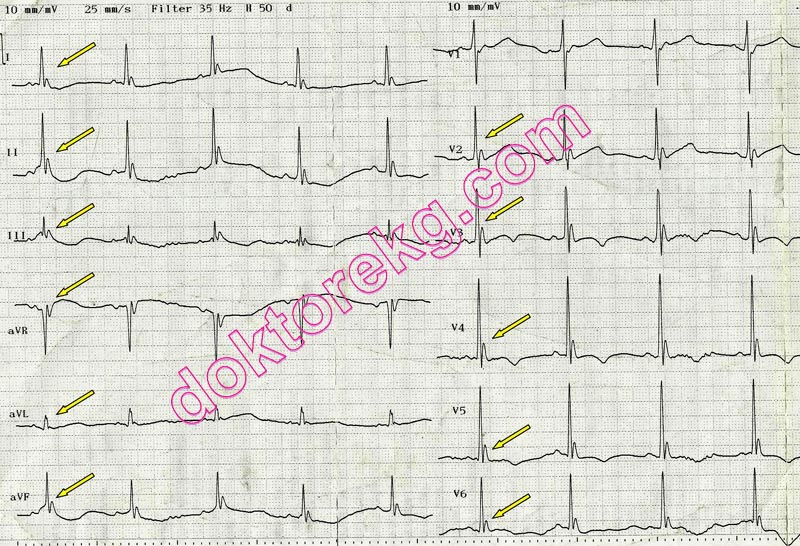 10 mm/mV 25 mm/s Filter 35 Hz H 50 d
10 mm/mV
I
II
III
aVR
aVL
aVF
V1
V2
V3
V4
V5
V6
doktorekg.com